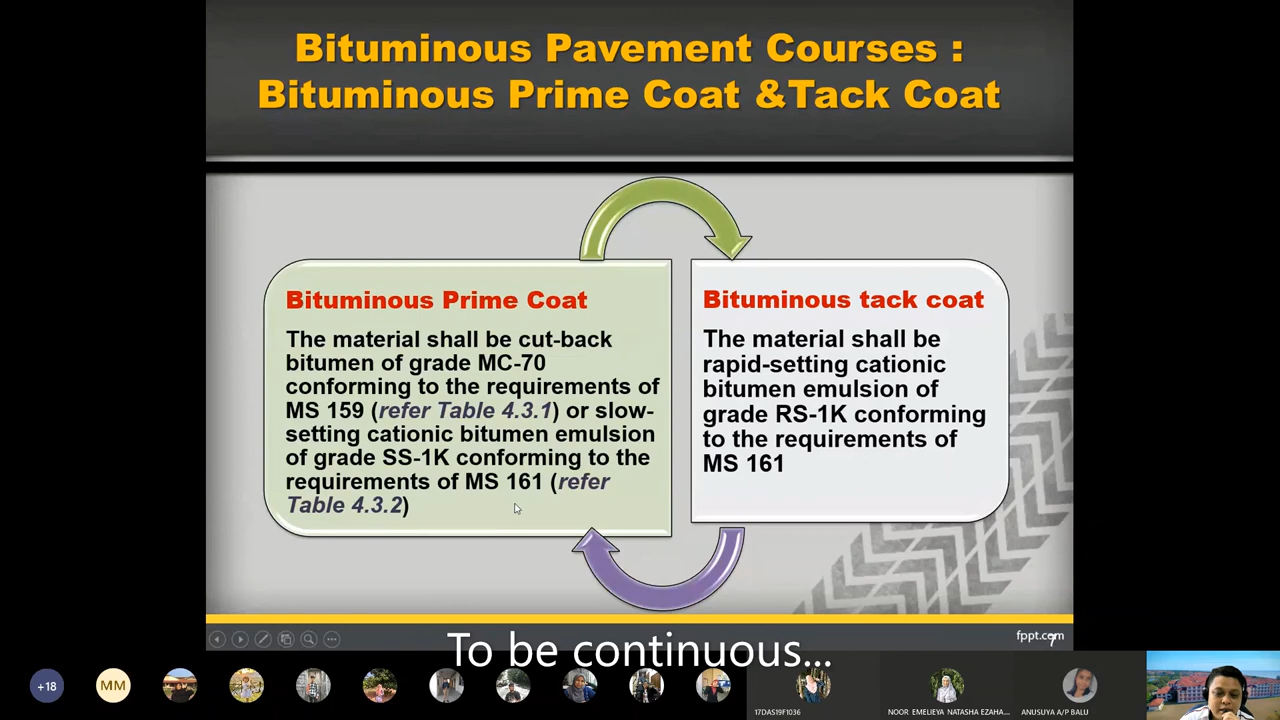 Bituminous Pavement Courses :
Bituminous Prime Coat &Tack Coat
Bituminous Prime Coat
The material shall be cut-back
bitumen of grade MC-70
conforming to the requirements of
MS 159 (refer Table 4.3.1) or slow-
setting cationic bitumen emulsion
of grade SS-1K conforming to the
requirements of MS 161 (refer
Table 4.3.2)
Bituminous tack coat
The material shall be
rapid-setting cationic
bitumen emulsion of
grade RS-1K conforming
to the requirements of
MS 161
fppt.com
7
To be continuous...
+18
MM
17DAS19F1036
NOOR EMELIEYA NATASHA EZAHA...
ANUSUYA A/P BALU